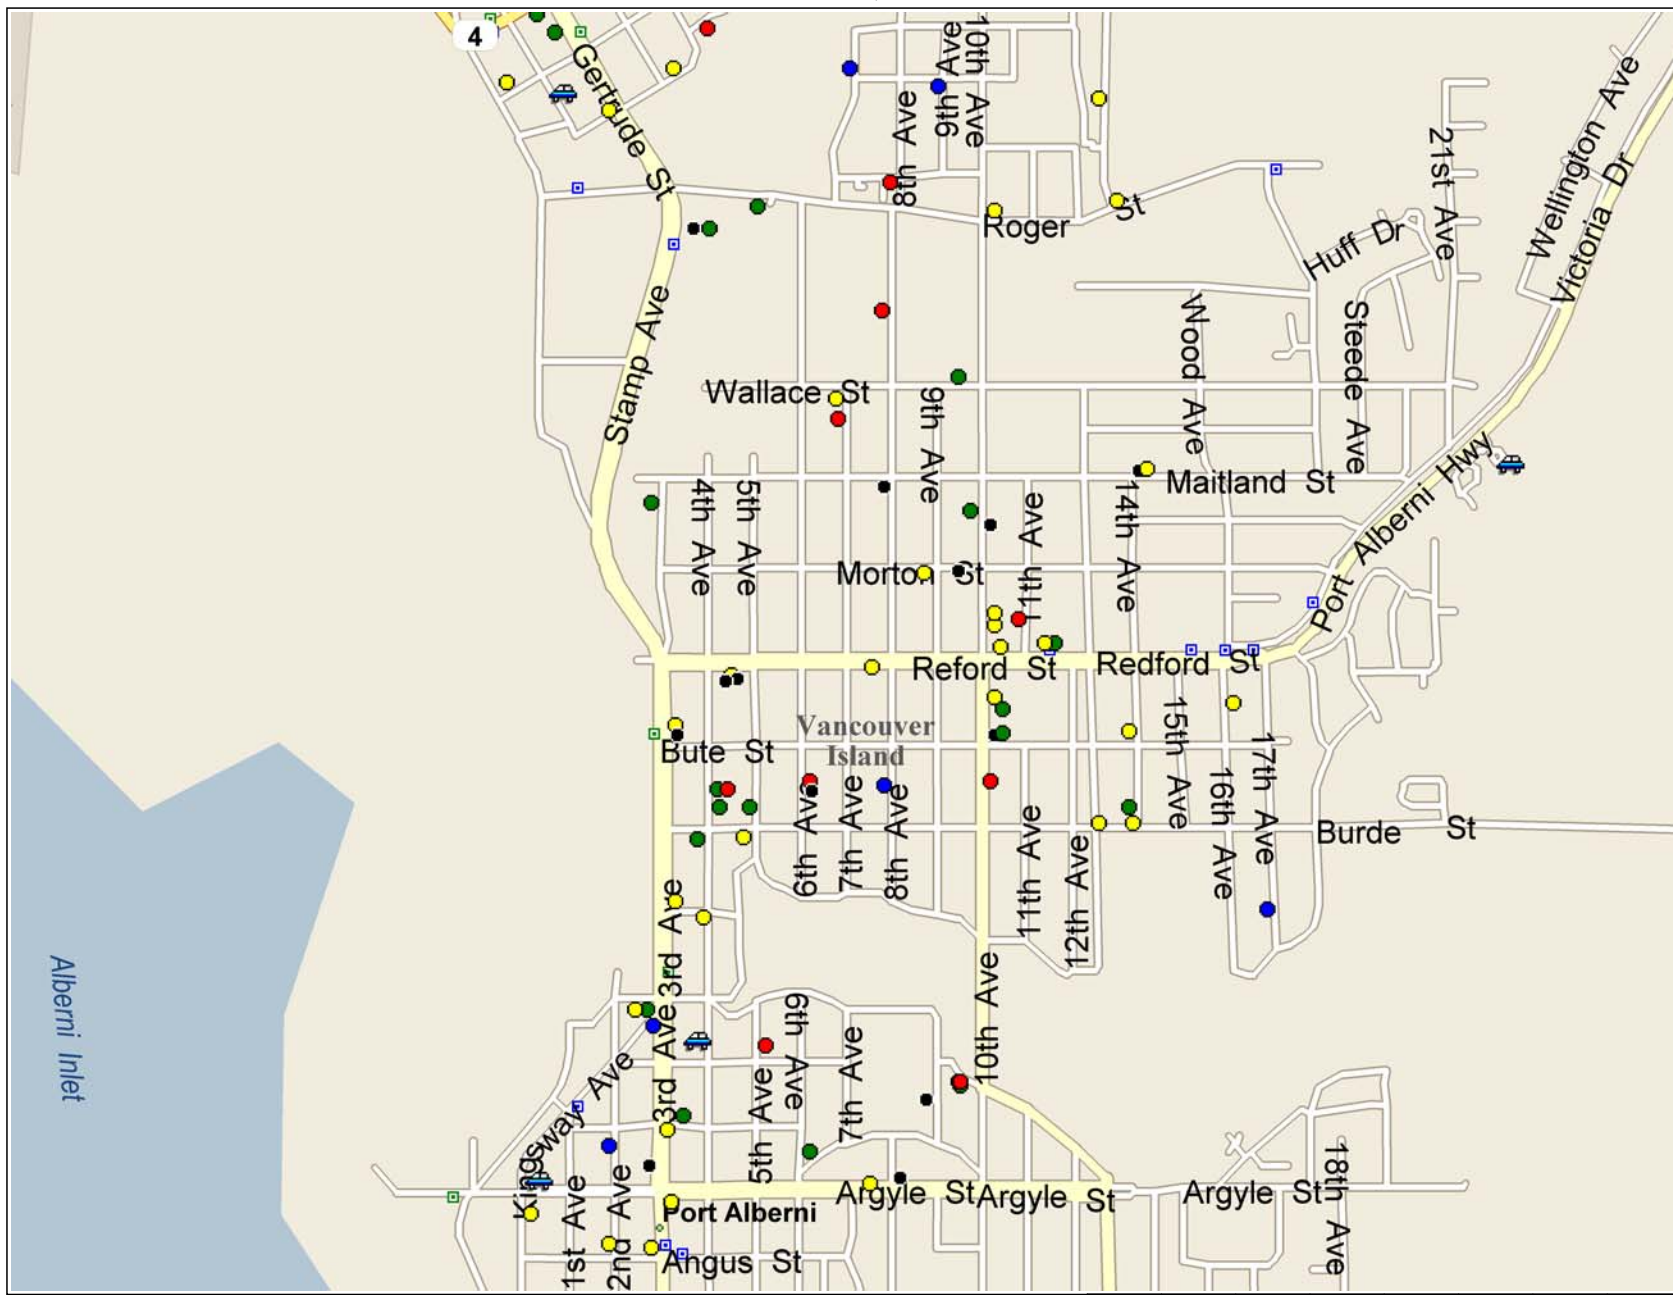 4
Gertrude St
8th Ave
9th Ave
10th Ave
21st Ave
Wellington Ave
Victoria Dr
Roger St
Huff Dr
Stamp Ave
Wood Ave
Steede Ave
Wallace St
9th Ave
Maitland St
Port Alberni Hwy
4th Ave
5th Ave
11th Ave
14th Ave
Morton St
Reford St
Redford St
Vancouver
Island
Bute St
15th Ave
16th Ave
17th Ave
6th Ave
7th Ave
8th Ave
11th Ave
12th Ave
Burde St
3rd Ave
10th Ave
Alberni Inlet
3rd Ave
6th Ave
7th Ave
5th Ave
Kingsway Ave
1st Ave
2nd Ave
Argyle St
Argyle St
Argyle St
18th Ave
Port Alberni
Angus St